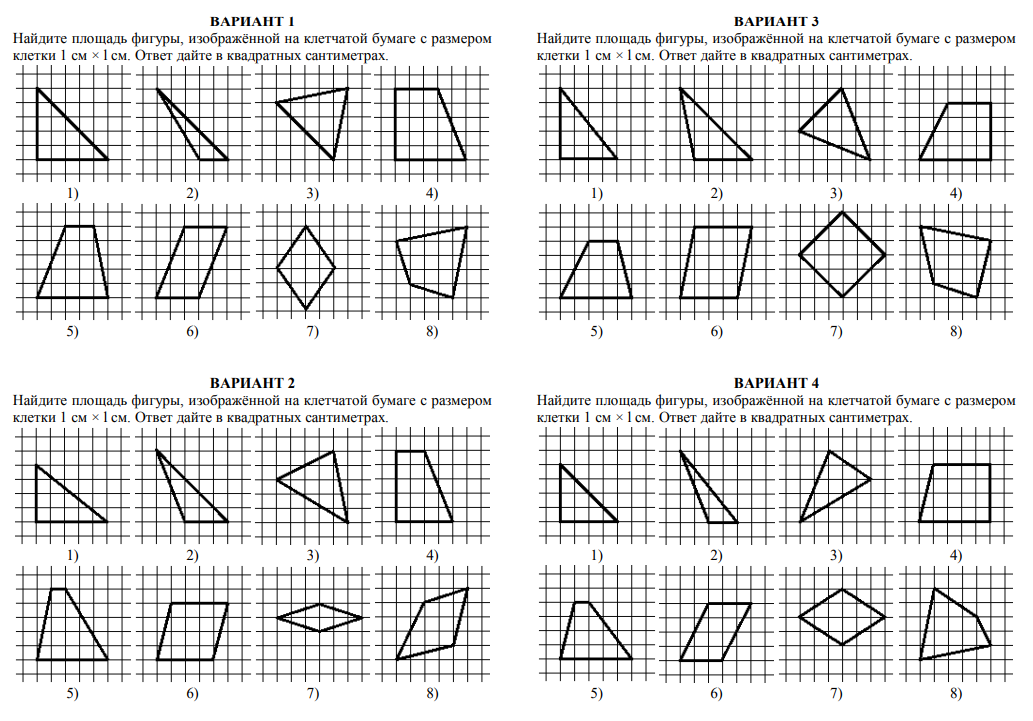 ВАРИАНТ 1
Найдите площадь фигуры, изображённой на клетчатой бумаге с размером
клетки 1 см × 1 см. Ответ дайте в квадратных сантиметрах.
1) 2) 3) 4)
5) 6) 7) 8)
ВАРИАНТ 3
Найдите площадь фигуры, изображённой на клетчатой бумаге с размером
клетки 1 см × 1 см. Ответ дайте в квадратных сантиметрах.
1) 2) 3) 4)
5) 6) 7) 8)
ВАРИАНТ 2
Найдите площадь фигуры, изображённой на клетчатой бумаге с размером
клетки 1 см × 1 см. Ответ дайте в квадратных сантиметрах.
1) 2) 3) 4)
5) 6) 7) 8)
ВАРИАНТ 4
Найдите площадь фигуры, изображённой на клетчатой бумаге с размером
клетки 1 см × 1 см. Ответ дайте в квадратных сантиметрах.
1) 2) 3) 4)
5) 6) 7) 8)